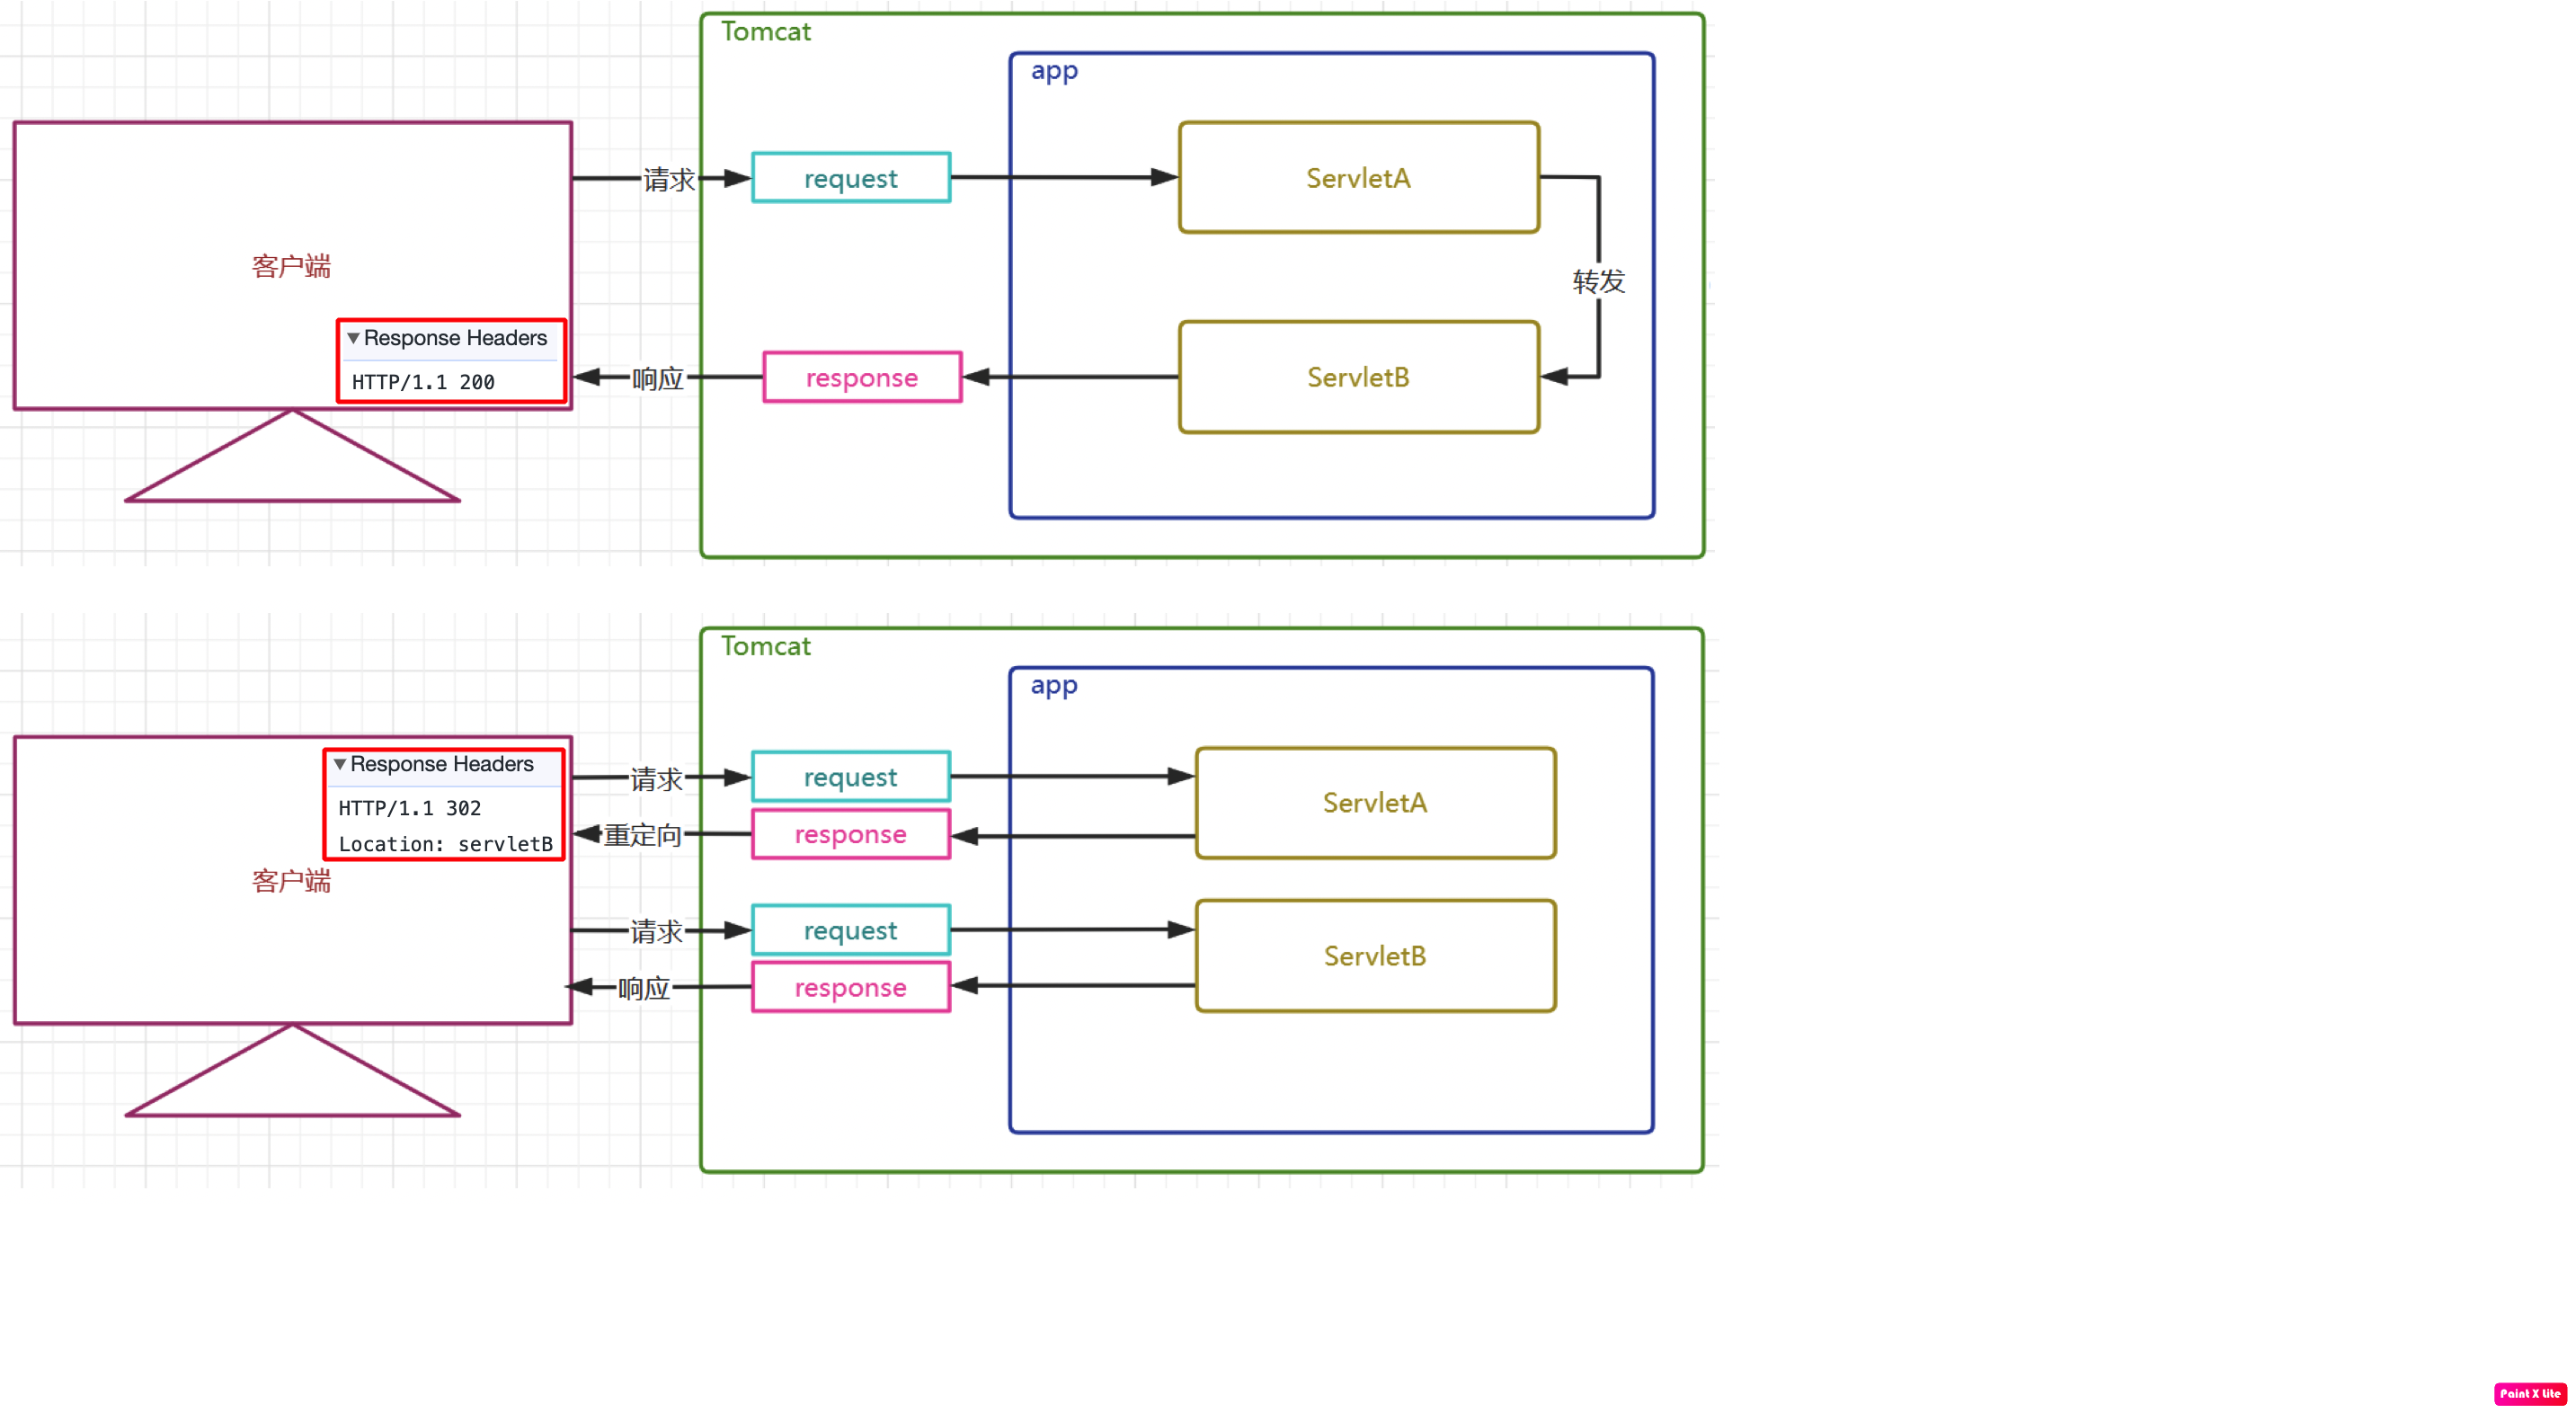 Tomcat
app
请求
request
ServletA
客户端
转发
▼Response Headers
HTTP/1.1 200
响应
response
ServletB
Tomcat
app
▼Response Headers
HTTP/1.1 302
Location: servletB
请求
request
ServletA
重定向
response
客户端
请求
request
ServletB
响应
response
Paint X Lite